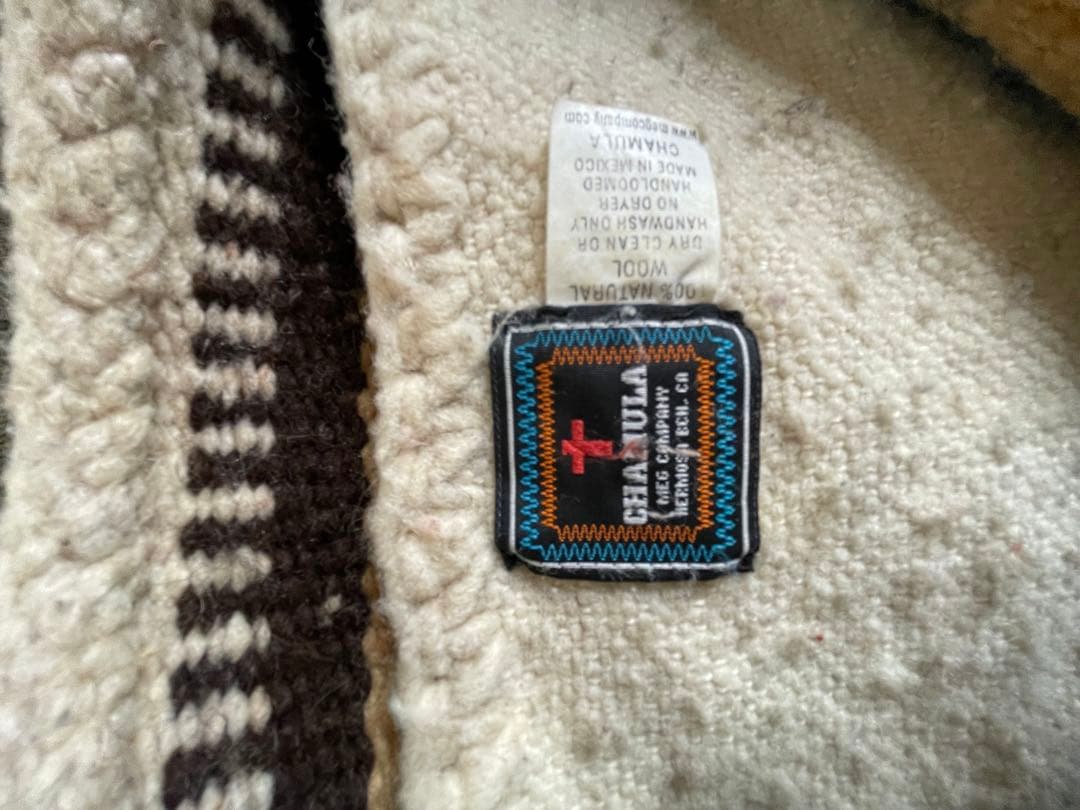 CHAMULA
MEG COMPANY
HERMOSA BCH. CA
100% NATURAL
WOOL
DRY CLEAN OR
HANDWASH ONLY
NO DRYER
HANDLOOMED
MADE IN MEXICO
CHAMULA
www.megcompany.com